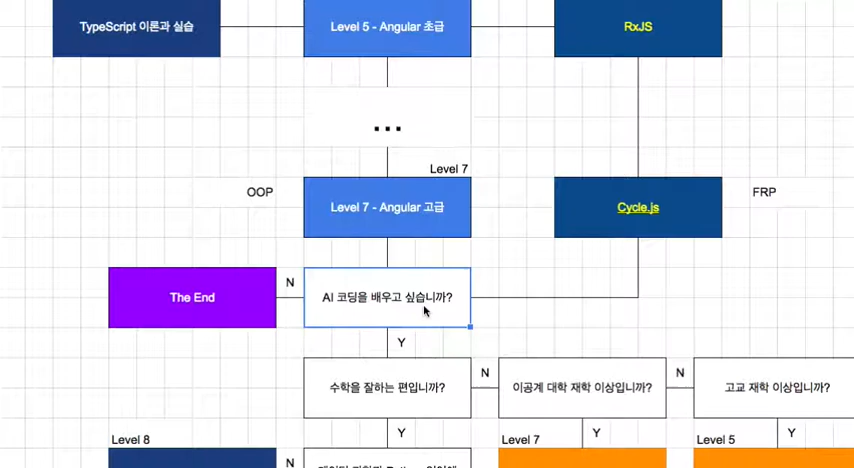 TypeScript 이론과 실습
Level 5 - Angular 초급
RxJS
...
Level 7
OOP
Level 7 - Angular 고급
Cycle.js
FRP
The End
N
AI 코딩을 배우고 싶습니까?
Y
수학을 잘하는 편입니까?
N
이공계 대학 재학 이상입니까?
N
고교 재학 이상입니까?
Level 8
Y
Level 7
Y
Level 5
Y
N